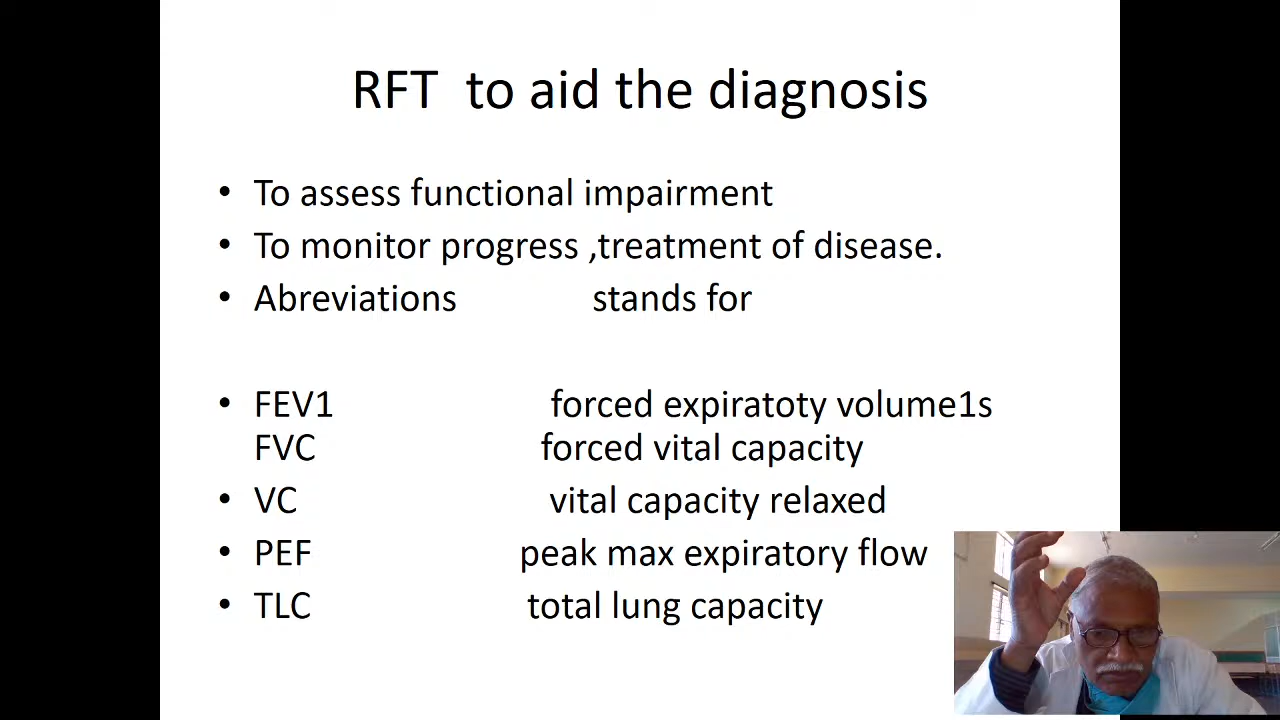 RFT to aid the diagnosis
• To assess functional impairment
• To monitor progress ,treatment of disease.
• Abreviations stands for
• FEV1 forced expiratoty volume1s
FVC forced vital capacity
• VC vital capacity relaxed
• PEF peak max expiratory flow
• TLC total lung capacity